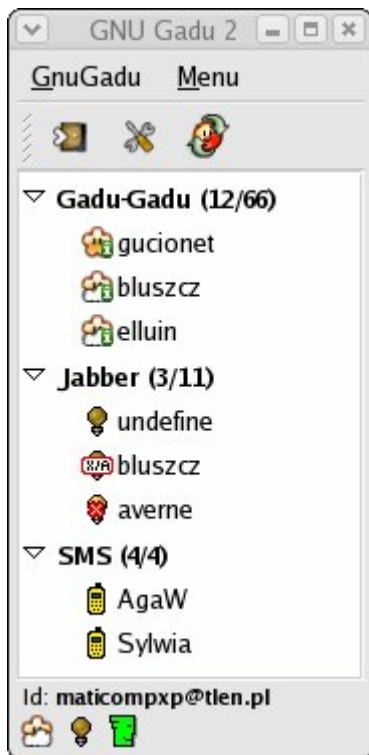 GNU Gadu 2
GnuGadu Menu
Gadu-Gadu (12/66)
gucionet
bluszcz
elluin
Jabber (3/11)
undefine
X/A bluszcz
averne
SMS (4/4)
AgaW
Sylwia
Id: maticompxp@tlen.pl